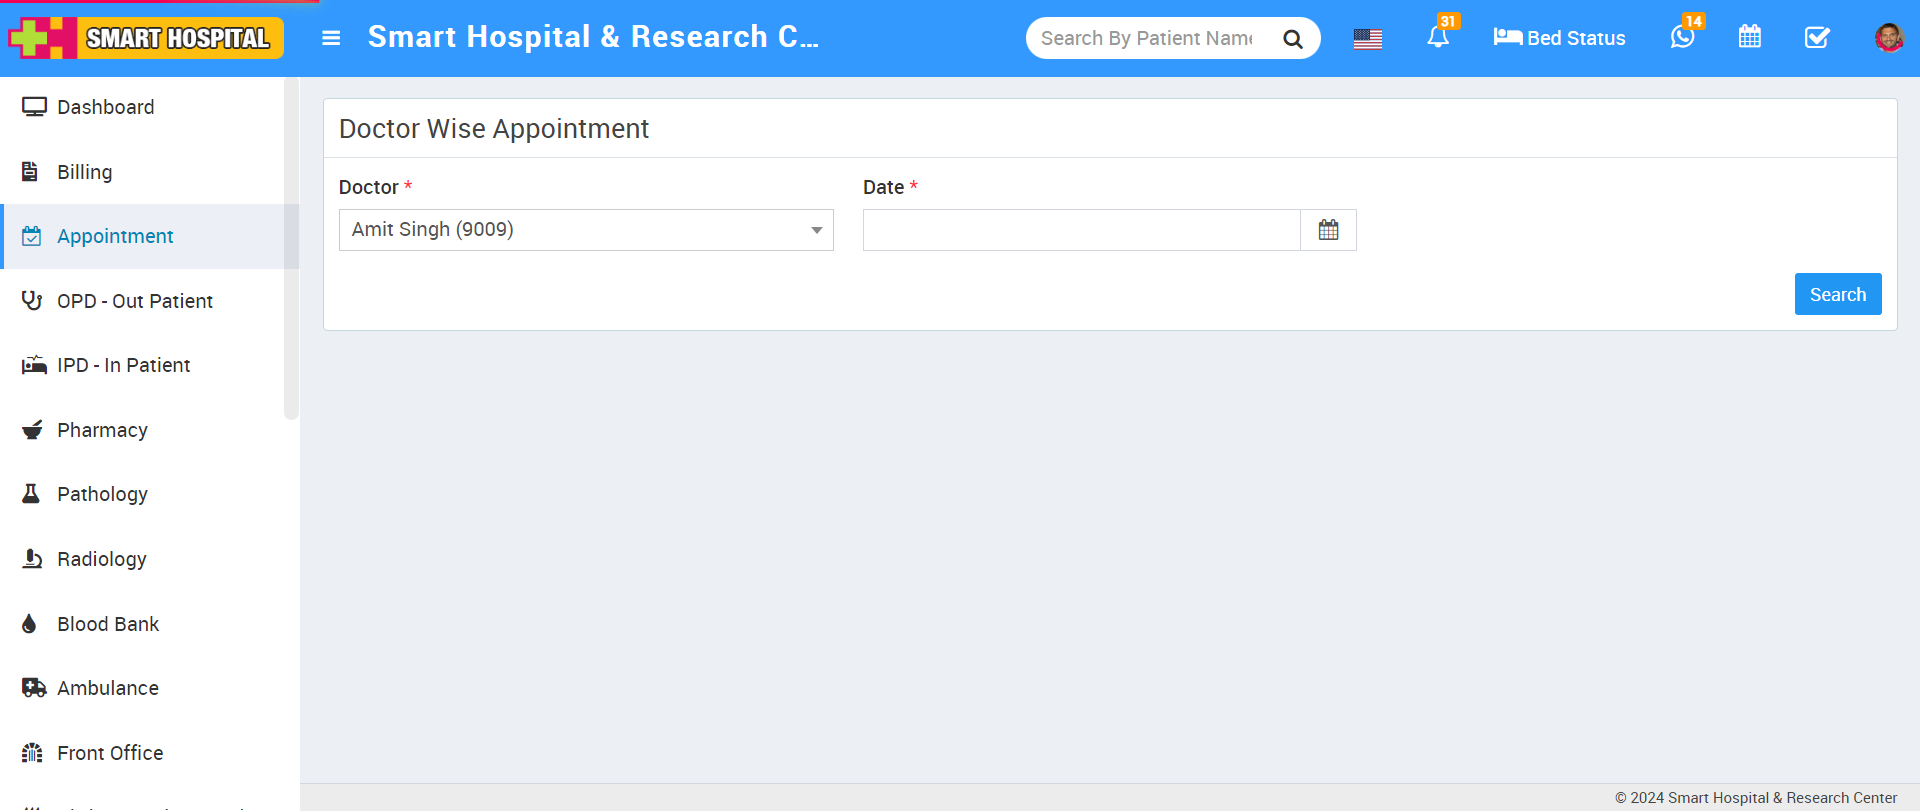 SMART HOSPITAL
Smart Hospital & Research C...
Search By Patient Name
31
Bed Status
14
Dashboard
Billing
Appointment
OPD - Out Patient
IPD - In Patient
Pharmacy
Pathology
Radiology
Blood Bank
Ambulance
Front Office
Doctor Wise Appointment
Doctor *
Date *
Amit Singh (9009)
Search
© 2024 Smart Hospital & Research Center